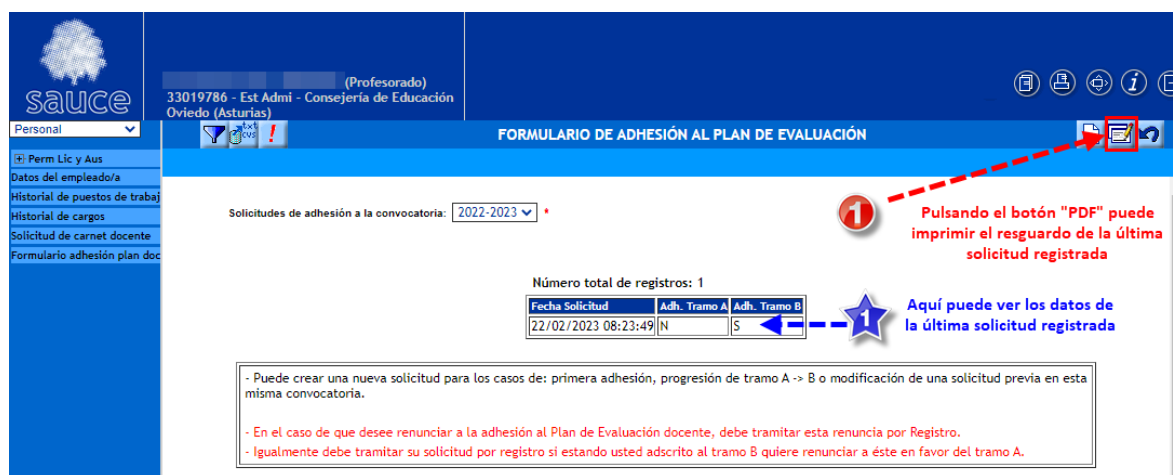 sauce
(Profesorado)
33019786 - Est Admi - Consejería de Educación
Oviedo (Asturias)
Personal
txt
cvs
FORMULARIO DE ADHESIÓN AL PLAN DE EVALUACIÓN
Perm Lic y Aus
Datos del empleado/a
Historial de puestos de trabaj
Historial de cargos
Solicitud de carnet docente
Formulario adhesión plan doc
Solicitudes de adhesión a la convocatoria: 2022-2023 *
1
Pulsando el botón "PDF" puede
imprimir el resguardo de la última
solicitud registrada
Número total de registros: 1
Fecha Solicitud Adh. Tramo A Adh. Tramo B
22/02/2023 08:23:49 N S
1
Aquí puede ver los datos de
la última solicitud registrada
- Puede crear una nueva solicitud para los casos de: primera adhesión, progresión de tramo A -> B o modificación de una solicitud previa en esta
misma convocatoria.
- En el caso de que desee renunciar a la adhesión al Plan de Evaluación docente, debe tramitar esta renuncia por Registro.
- Igualmente debe tramitar su solicitud por registro si estando usted adscrito al tramo B quiere renunciar a éste en favor del tramo A.